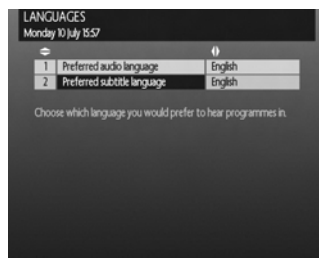 LANGUAGES
Monday 10 July 15:57
1 Preferred audio language English
2 Preferred subtitle language English
Choose which language you would prefer to hear programmes in.